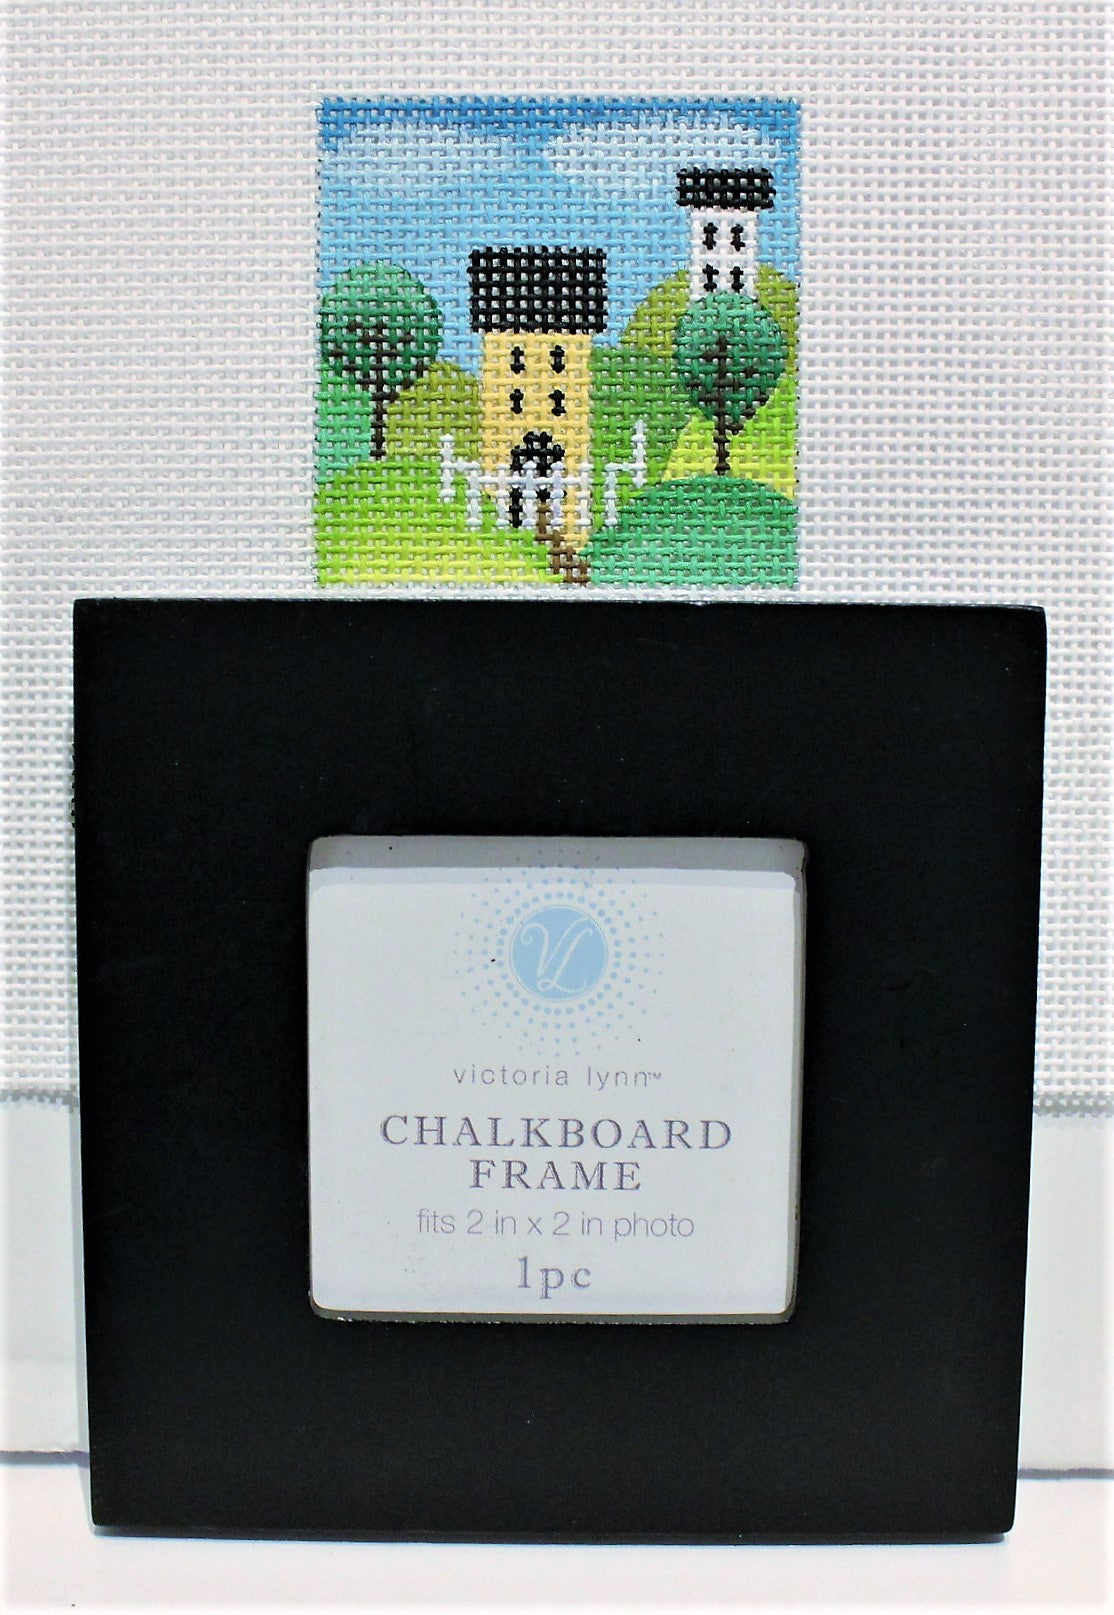 VL
victoria lynn™
CHALKBOARD
FRAME
fits 2 in x 2 in photo
1pc